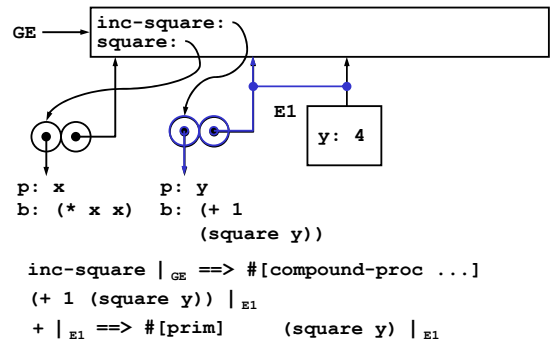 inc-square:
GE
square:
E1
y: 4
p: x
b: (* x x)
p: y
b: (+ 1
(square y))
inc-square | GE ==> #[compound-proc ...]
(+ 1 (square y)) | E1
+ | E1 ==> #[prim] (square y) | E1